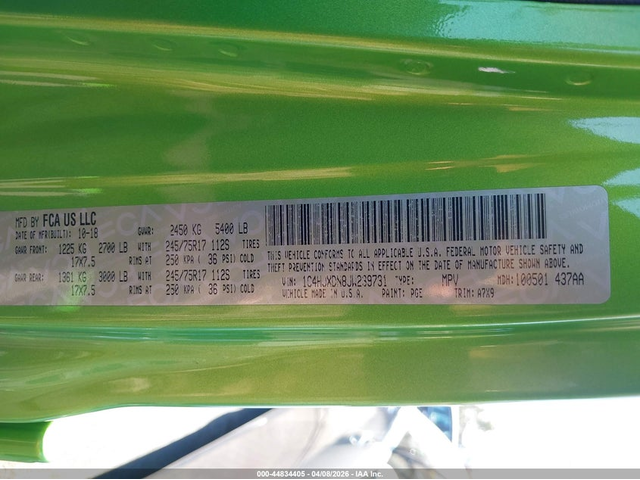 MFD BY FCA US LLC
DATE OF MFR(BUILT): 10-18 GVWR: 2450 KG 5400 LB
GAWR FRONT: 1225 KG 2700 LB WITH 245/75R17 112S TIRES
17X7.5 RIMS AT 250 KPA ( 36 PSI) COLD
GAWR REAR: 1361 KG 3000 LB WITH 245/75R17 112S TIRES
17X7.5 RIMS AT 250 KPA ( 36 PSI) COLD
THIS VEHICLE CONFORMS TO ALL APPLICABLE U.S.A. FEDERAL MOTOR VEHICLE SAFETY AND
THEFT PREVENTION STANDARDS IN EFFECT ON THE DATE OF MANUFACTURE SHOWN ABOVE.
VIN: 1C4HJXDN8JW239731 TYPE: MPV MDH: 100501 437AA
VEHICLE MADE IN U.S.A. PAINT: PGE TRIM: A7X9
000-44834405 - 04/08/2026 - IAA Inc.